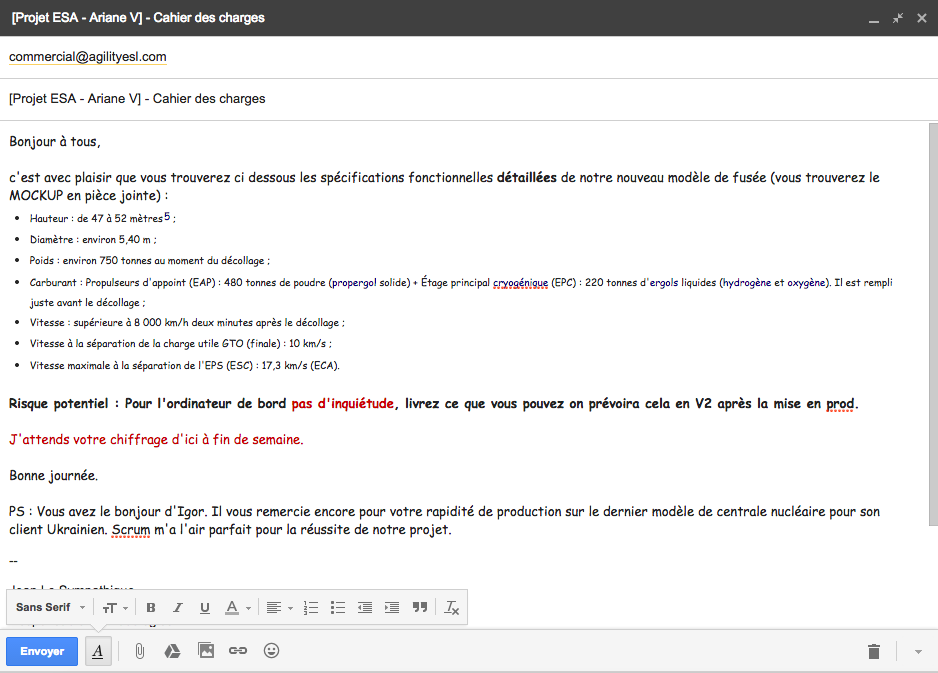 [Projet ESA - Ariane V] - Cahier des charges
commercial@agilityesl.com
[Projet ESA - Ariane V] - Cahier des charges
Bonjour à tous,
c'est avec plaisir que vous trouverez ci dessous les spécifications fonctionnelles détaillées de notre nouveau modèle de fusée (vous trouverez le
MOCKUP en pièce jointe) :
• Hauteur : de 47 à 52 mètres5 ;
• Diamètre : environ 5,40 m ;
• Poids : environ 750 tonnes au moment du décollage ;
• Carburant : Propulseurs d'appoint (EAP) : 480 tonnes de poudre (propergol solide) + Étage principal cryogénique (EPC) : 220 tonnes d'ergols liquides (hydrogène et oxygène). Il est rempli
juste avant le décollage ;
• Vitesse : supérieure à 8 000 km/h deux minutes après le décollage ;
• Vitesse à la séparation de la charge utile GTO (finale) : 10 km/s ;
• Vitesse maximale à la séparation de l'EPS (ESC) : 17,3 km/s (ECA).
Risque potentiel : Pour l'ordinateur de bord pas d'inquiétude, livrez ce que vous pouvez on prévoira cela en V2 après la mise en prod.
J'attends votre chiffrage d'ici à fin de semaine.
Bonne journée.
PS : Vous avez le bonjour d'Igor. Il vous remercie encore pour votre rapidité de production sur le dernier modèle de centrale nucléaire pour son
client Ukrainien. Scrum m'a l'air parfait pour la réussite de notre projet.
--
Sans Serif
Envoyer